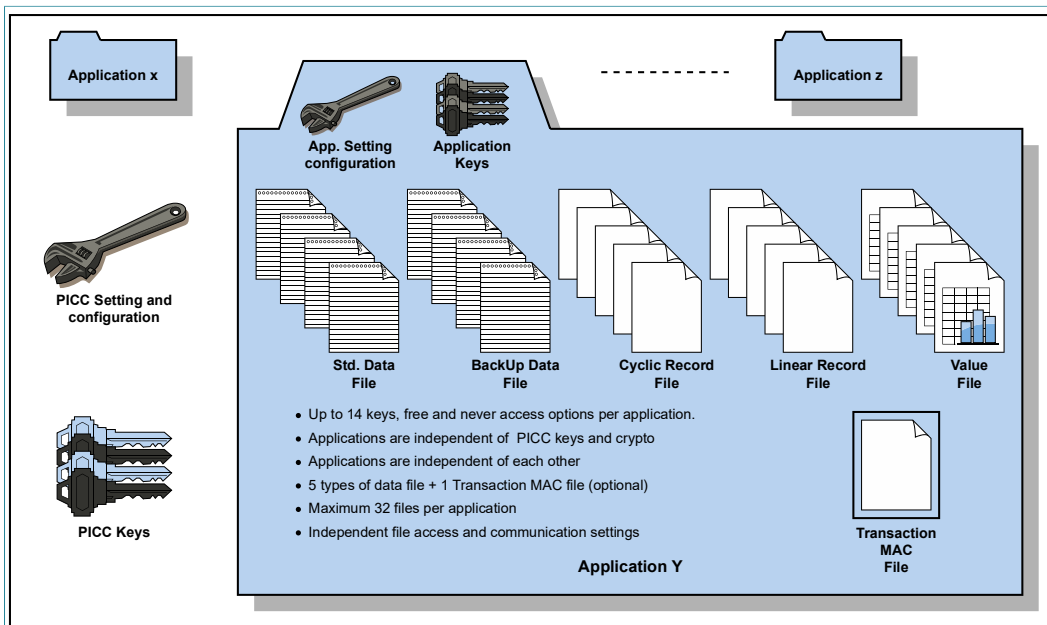 Application x
Application z
App. Setting
configuration
Application
Keys
PICC Setting and
configuration
Std. Data
File
BackUp Data
File
Cyclic Record
File
Linear Record
File
Value
File
PICC Keys
• Up to 14 keys, free and never access options per application.
• Applications are independent of PICC keys and crypto
• Applications are independent of each other
• 5 types of data file + 1 Transaction MAC file (optional)
• Maximum 32 files per application
• Independent file access and communication settings
Transaction
MAC
File
Application Y